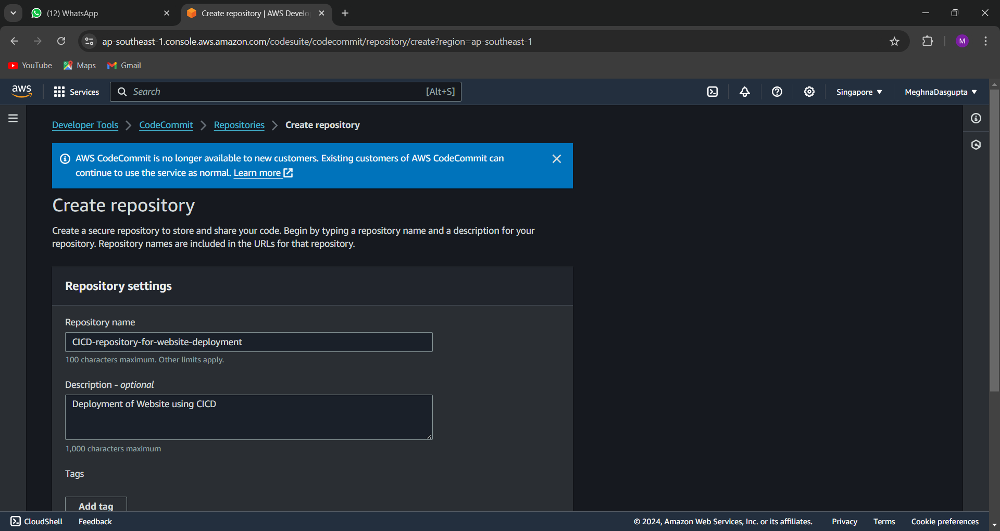 (12) WhatsApp
Create repository | AWS Develo
ap-southeast-1.console.aws.amazon.com/codesuite/codecommit/repository/create?region=ap-southeast-1
M
YouTube
Maps
Gmail
aws
Services
Search
[Alt+S]
Singapore
MeghnaDasgupta
Developer Tools
CodeCommit
Repositories
Create repository
AWS CodeCommit is no longer available to new customers. Existing customers of AWS CodeCommit can
continue to use the service as normal. Learn more
Create repository
Create a secure repository to store and share your code. Begin by typing a repository name and a description for your
repository. Repository names are included in the URLs for that repository.
Repository settings
Repository name
CICD-repository-for-website-deployment
100 characters maximum. Other limits apply.
Description - optional
Deployment of Website using CICD
1,000 characters maximum
Tags
Add tag
CloudShell
Feedback
© 2024, Amazon Web Services, Inc. or its affiliates.
Privacy
Terms
Cookie preferences